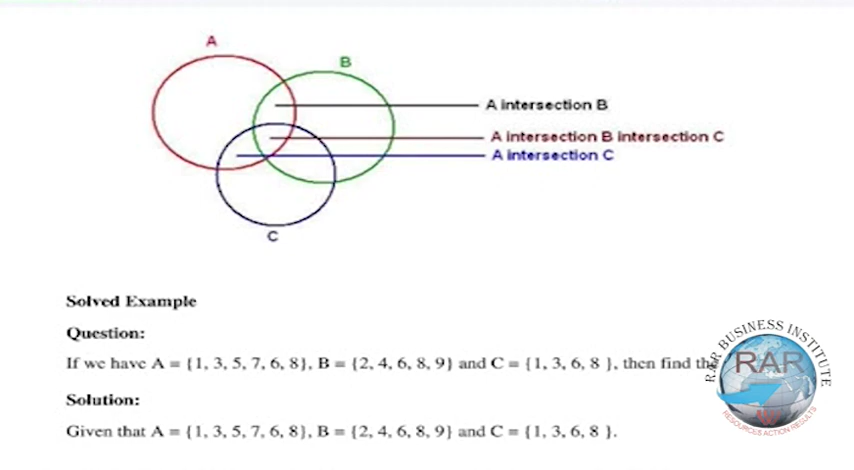 A
B
A intersection B
A intersection B intersection C
A intersection C
C
Solved Example
Question:
If we have A = {1, 3, 5, 7, 6, 8}, B = {2, 4, 6, 8, 9} and C = {1, 3, 6, 8 }, then find the
Solution:
Given that A = {1, 3, 5, 7, 6, 8}, B = {2, 4, 6, 8, 9} and C = {1, 3, 6, 8 }.
RAR BUSINESS INSTITUTE
RAR
RESOURCES ACTION RESULTS